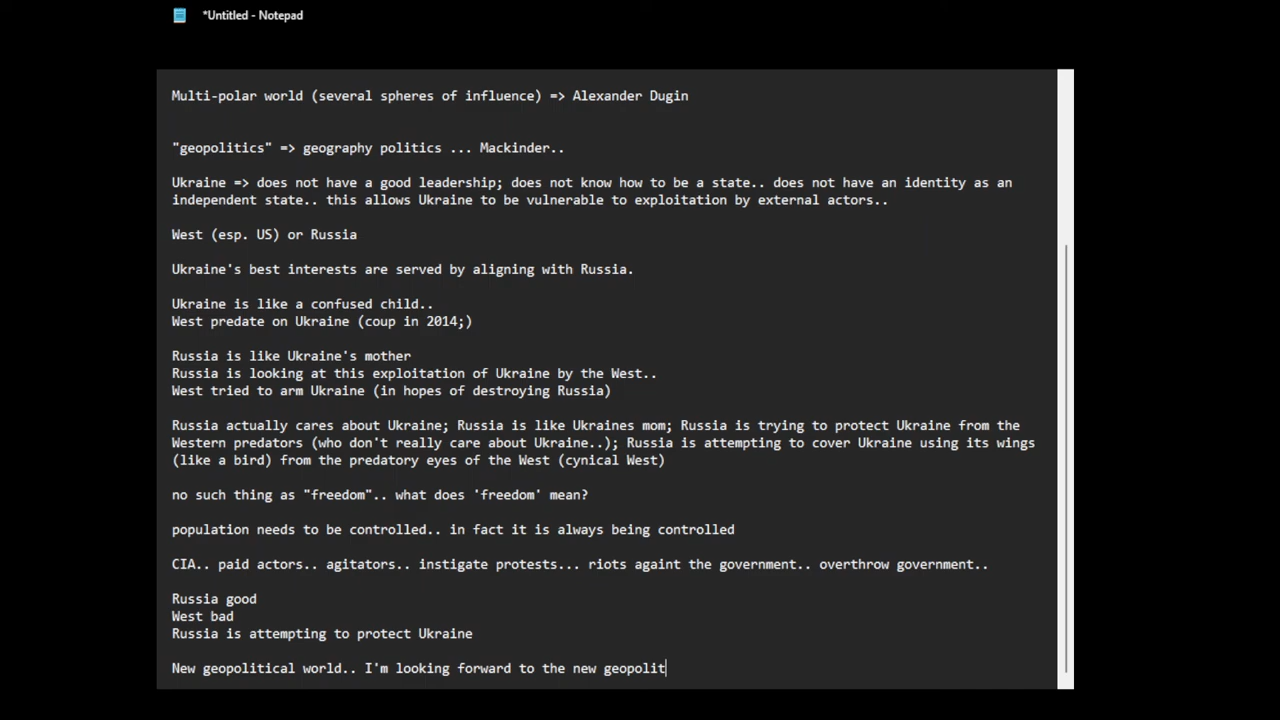 *Untitled - Notepad
Multi-polar world (several spheres of influence) => Alexander Dugin
"geopolitics" => geography politics ... Mackinder..
Ukraine => does not have a good leadership; does not know how to be a state.. does not have an identity as an
independent state.. this allows Ukraine to be vulnerable to exploitation by external actors..
West (esp. US) or Russia
Ukraine's best interests are served by aligning with Russia.
Ukraine is like a confused child..
West predate on Ukraine (coup in 2014;)
Russia is like Ukraine's mother
Russia is looking at this exploitation of Ukraine by the West..
West tried to arm Ukraine (in hopes of destroying Russia)
Russia actually cares about Ukraine; Russia is like Ukraines mom; Russia is trying to protect Ukraine from the
Western predators (who don't really care about Ukraine..); Russia is attempting to cover Ukraine using its wings
(like a bird) from the predatory eyes of the West (cynical West)
no such thing as "freedom".. what does 'freedom' mean?
population needs to be controlled.. in fact it is always being controlled
CIA.. paid actors.. agitators.. instigate protests... riots againt the government.. overthrow government..
Russia good
West bad
Russia is attempting to protect Ukraine
New geopolitical world.. I'm looking forward to the new geopolit